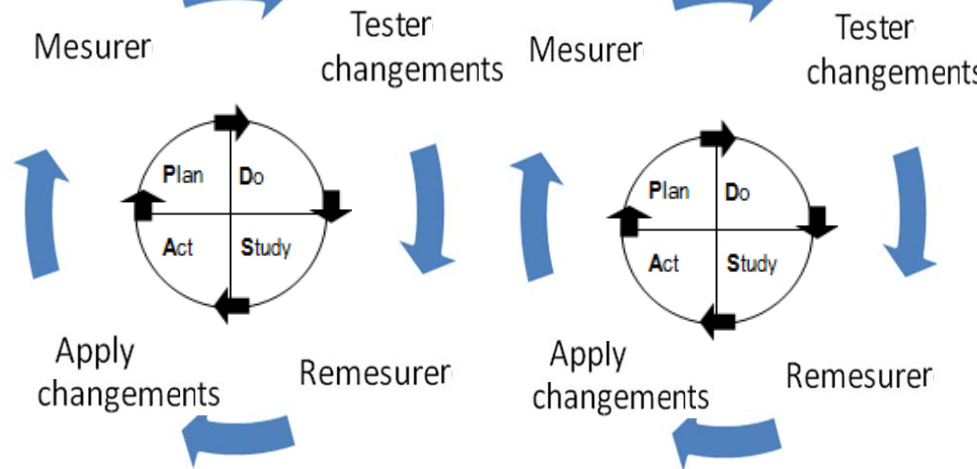 Mesurer
Tester
changements
Plan
Do
Act
Study
Apply
changements
Remesurer
Mesurer
Tester
changements
Plan
Do
Act
Study
Apply
changements
Remesurer